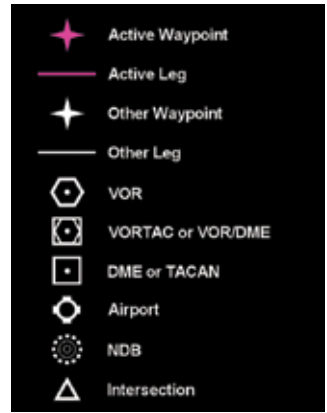 Active Waypoint
Active Leg
Other Waypoint
Other Leg
VOR
VORTAC or VOR/DME
DME or TACAN
Airport
NDB
Intersection